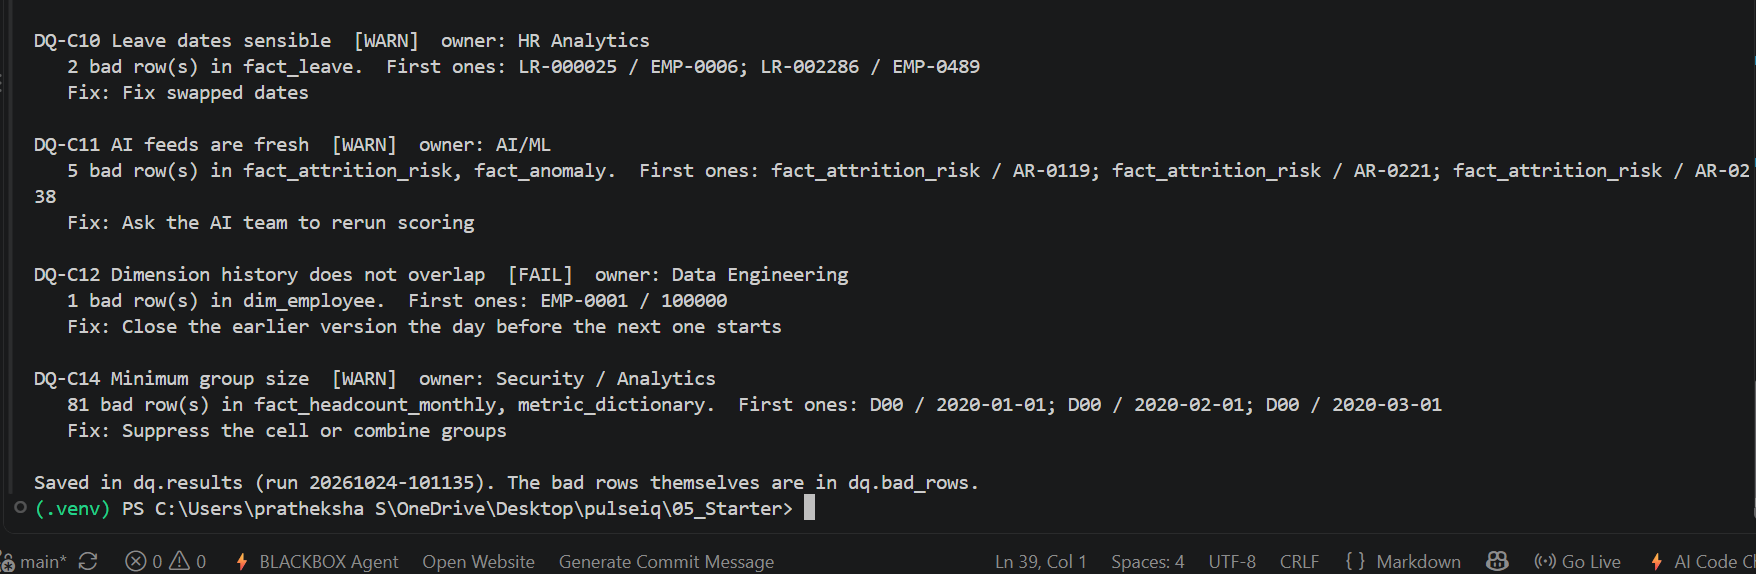 DQ-C10 Leave dates sensible  [WARN]  owner: HR Analytics
   2 bad row(s) in fact_leave.  First ones: LR-000025 / EMP-0006; LR-002286 / EMP-0489
   Fix: Fix swapped dates

DQ-C11 AI feeds are fresh  [WARN]  owner: AI/ML
   5 bad row(s) in fact_attrition_risk, fact_anomaly.  First ones: fact_attrition_risk / AR-0119; fact_attrition_risk / AR-0221; fact_attrition_risk / AR-02
38
   Fix: Ask the AI team to rerun scoring

DQ-C12 Dimension history does not overlap  [FAIL]  owner: Data Engineering
   1 bad row(s) in dim_employee.  First ones: EMP-0001 / 100000
   Fix: Close the earlier version the day before the next one starts

DQ-C14 Minimum group size  [WARN]  owner: Security / Analytics
   81 bad row(s) in fact_headcount_monthly, metric_dictionary.  First ones: D00 / 2020-01-01; D00 / 2020-02-01; D00 / 2020-03-01
   Fix: Suppress the cell or combine groups

Saved in dq.results (run 20261024-101135). The bad rows themselves are in dq.bad_rows.
(.venv) PS C:\Users\pratheksha S\OneDrive\Desktop\pulseiq\05_Starter>
main* 0 0 BLACKBOX Agent Open Website Generate Commit Message Ln 39, Col 1 Spaces: 4 UTF-8 CRLF {} Markdown Go Live AI Code